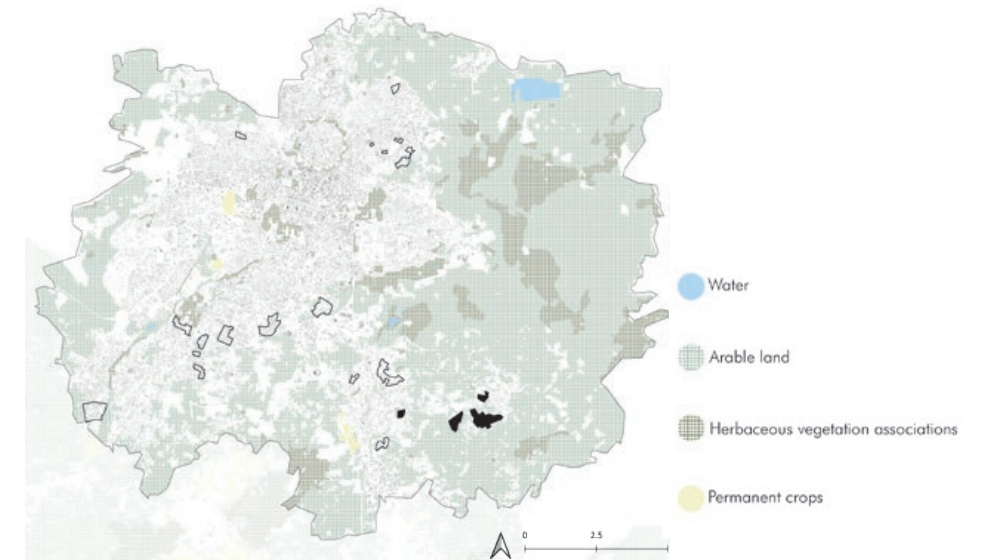 Water
Arable land
Herbaceous vegetation associations
Permanent crops
0 2.5